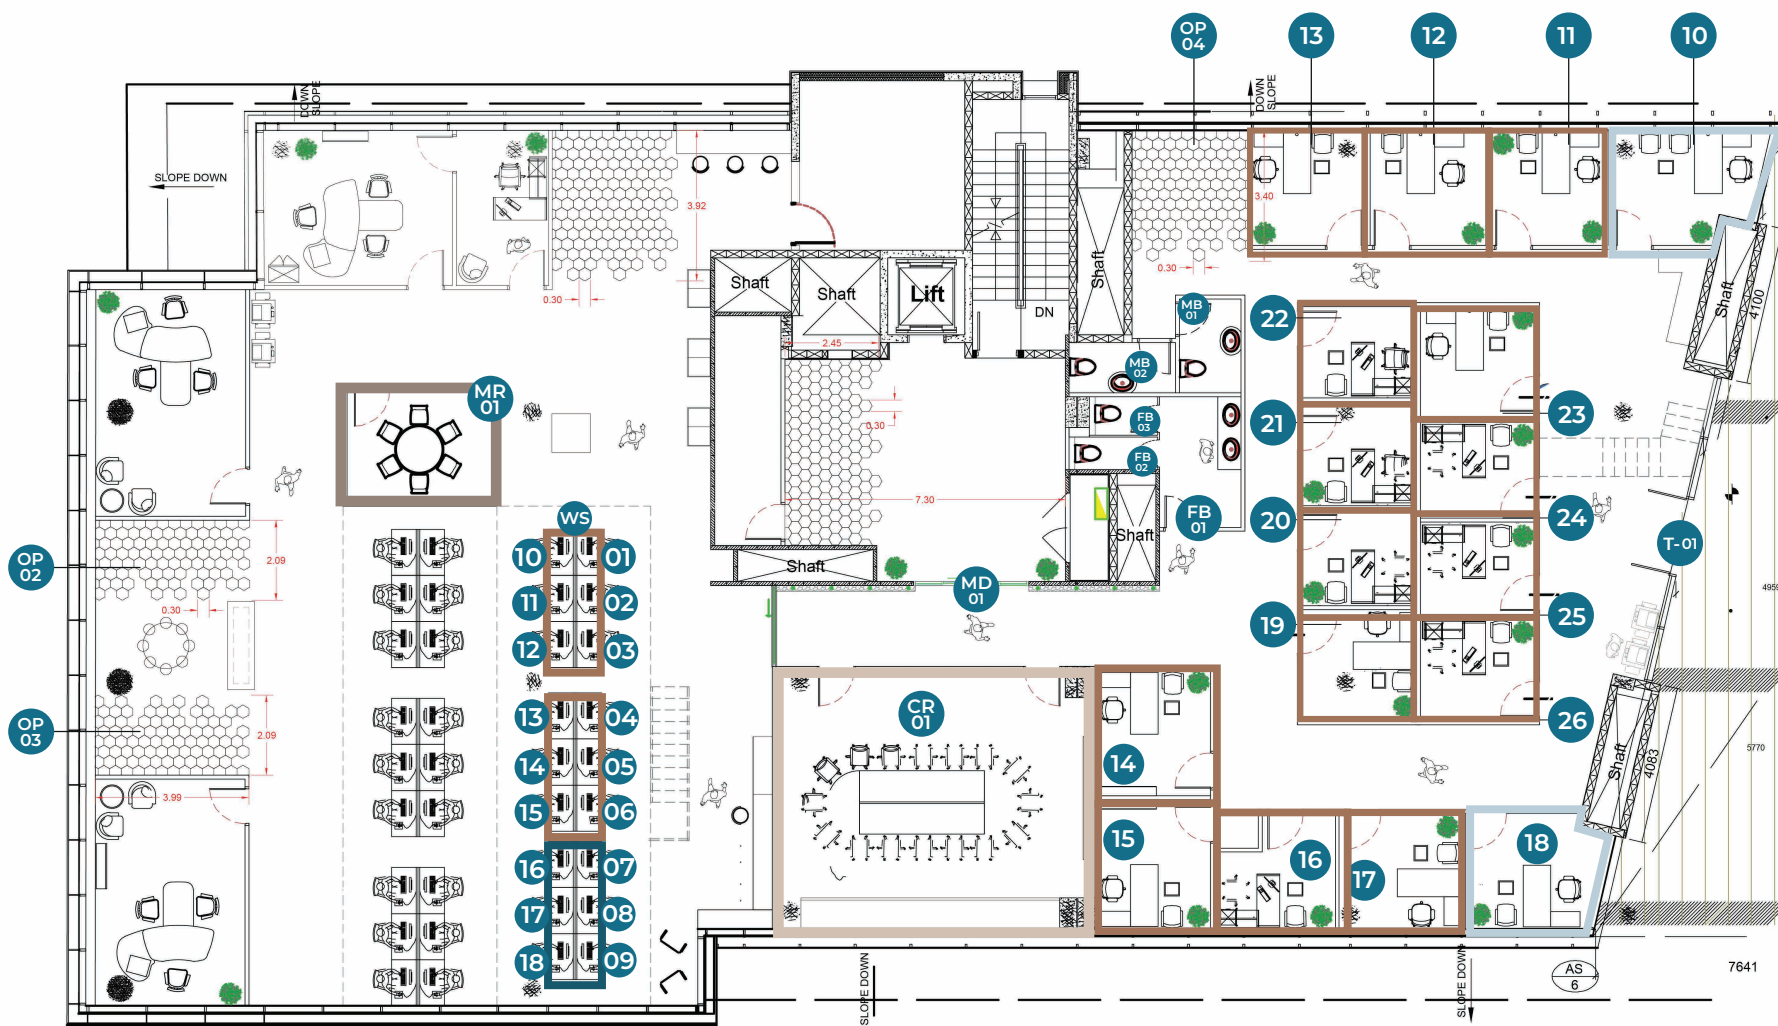 OP
04
13
12
11
10
DOWN
SLOPE
DOWN
SLOPE
SLOPE DOWN
3.92
3.40
0.30
0.30
Shaft
Shaft
Lift
Shaft
DN
2.45
MB
01
MB
02
22
23
Shaft
4100
MR
01
0.30
FB
03
FB
02
21
7.30
FB
01
Shaft
20
24
T-01
WS
10
01
11
02
12
03
OP
02
2.09
0.30
Shaft
MD
01
4959
19
25
26
OP
03
2.09
3.99
13
04
14
05
15
06
CR
01
14
15
16
17
18
Shaft
4083
5770
16
07
17
08
18
09
SLOPE DOWN
SLOPE DOWN
AS
6
7641